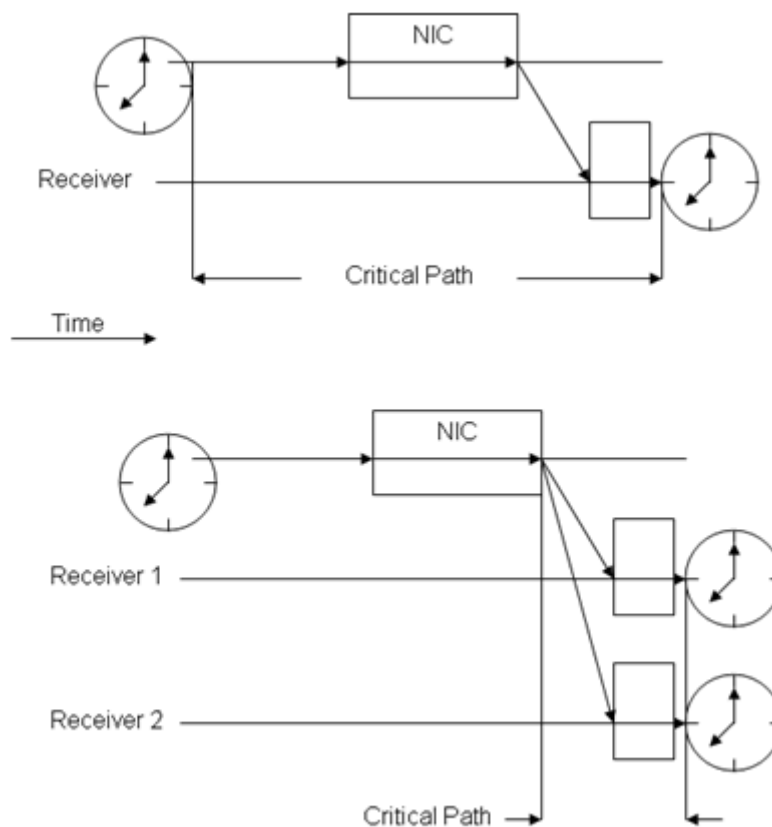 NIC
Receiver
Critical Path
Time
NIC
Receiver 1
Receiver 2
Critical Path